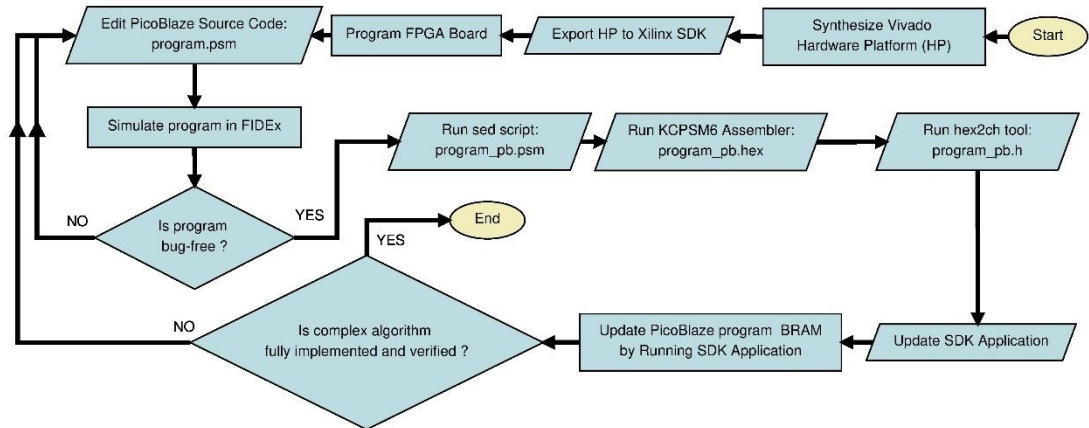 Edit PicoBlaze Source Code:
program.psm
Program FPGA Board
Export HP to Xilinx SDK
Synthesize Vivado
Hardware Platform (HP)
Start
Simulate program in FIDEx
Run sed script:
program_pb.psm
Run KCPSM6 Assembler:
program_pb.hex
Run hex2ch tool:
program_pb.h
NO
Is program
bug-free ?
YES
End
YES
NO
Is complex algorithm
fully implemented and verified ?
Update PicoBlaze program BRAM
by Running SDK Application
Update SDK Application